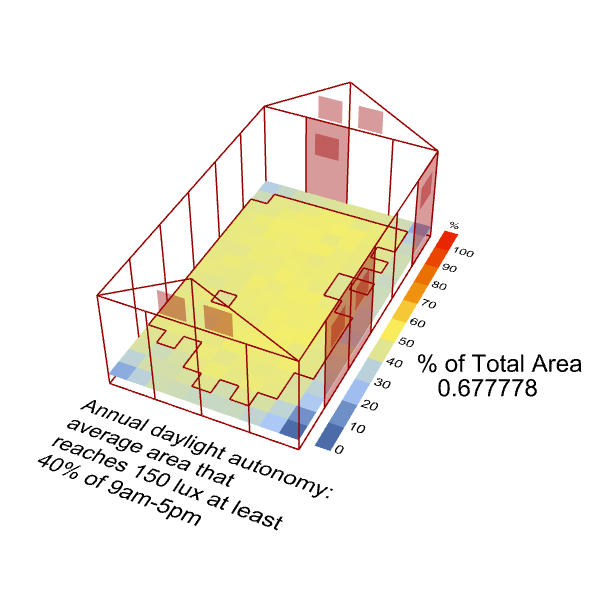 %
100
90
80
70
60
50
40
30
20
10
0
% of Total Area
0.677778
Annual daylight autonomy:
average area that
reaches 150 lux at least
40% of 9am-5pm